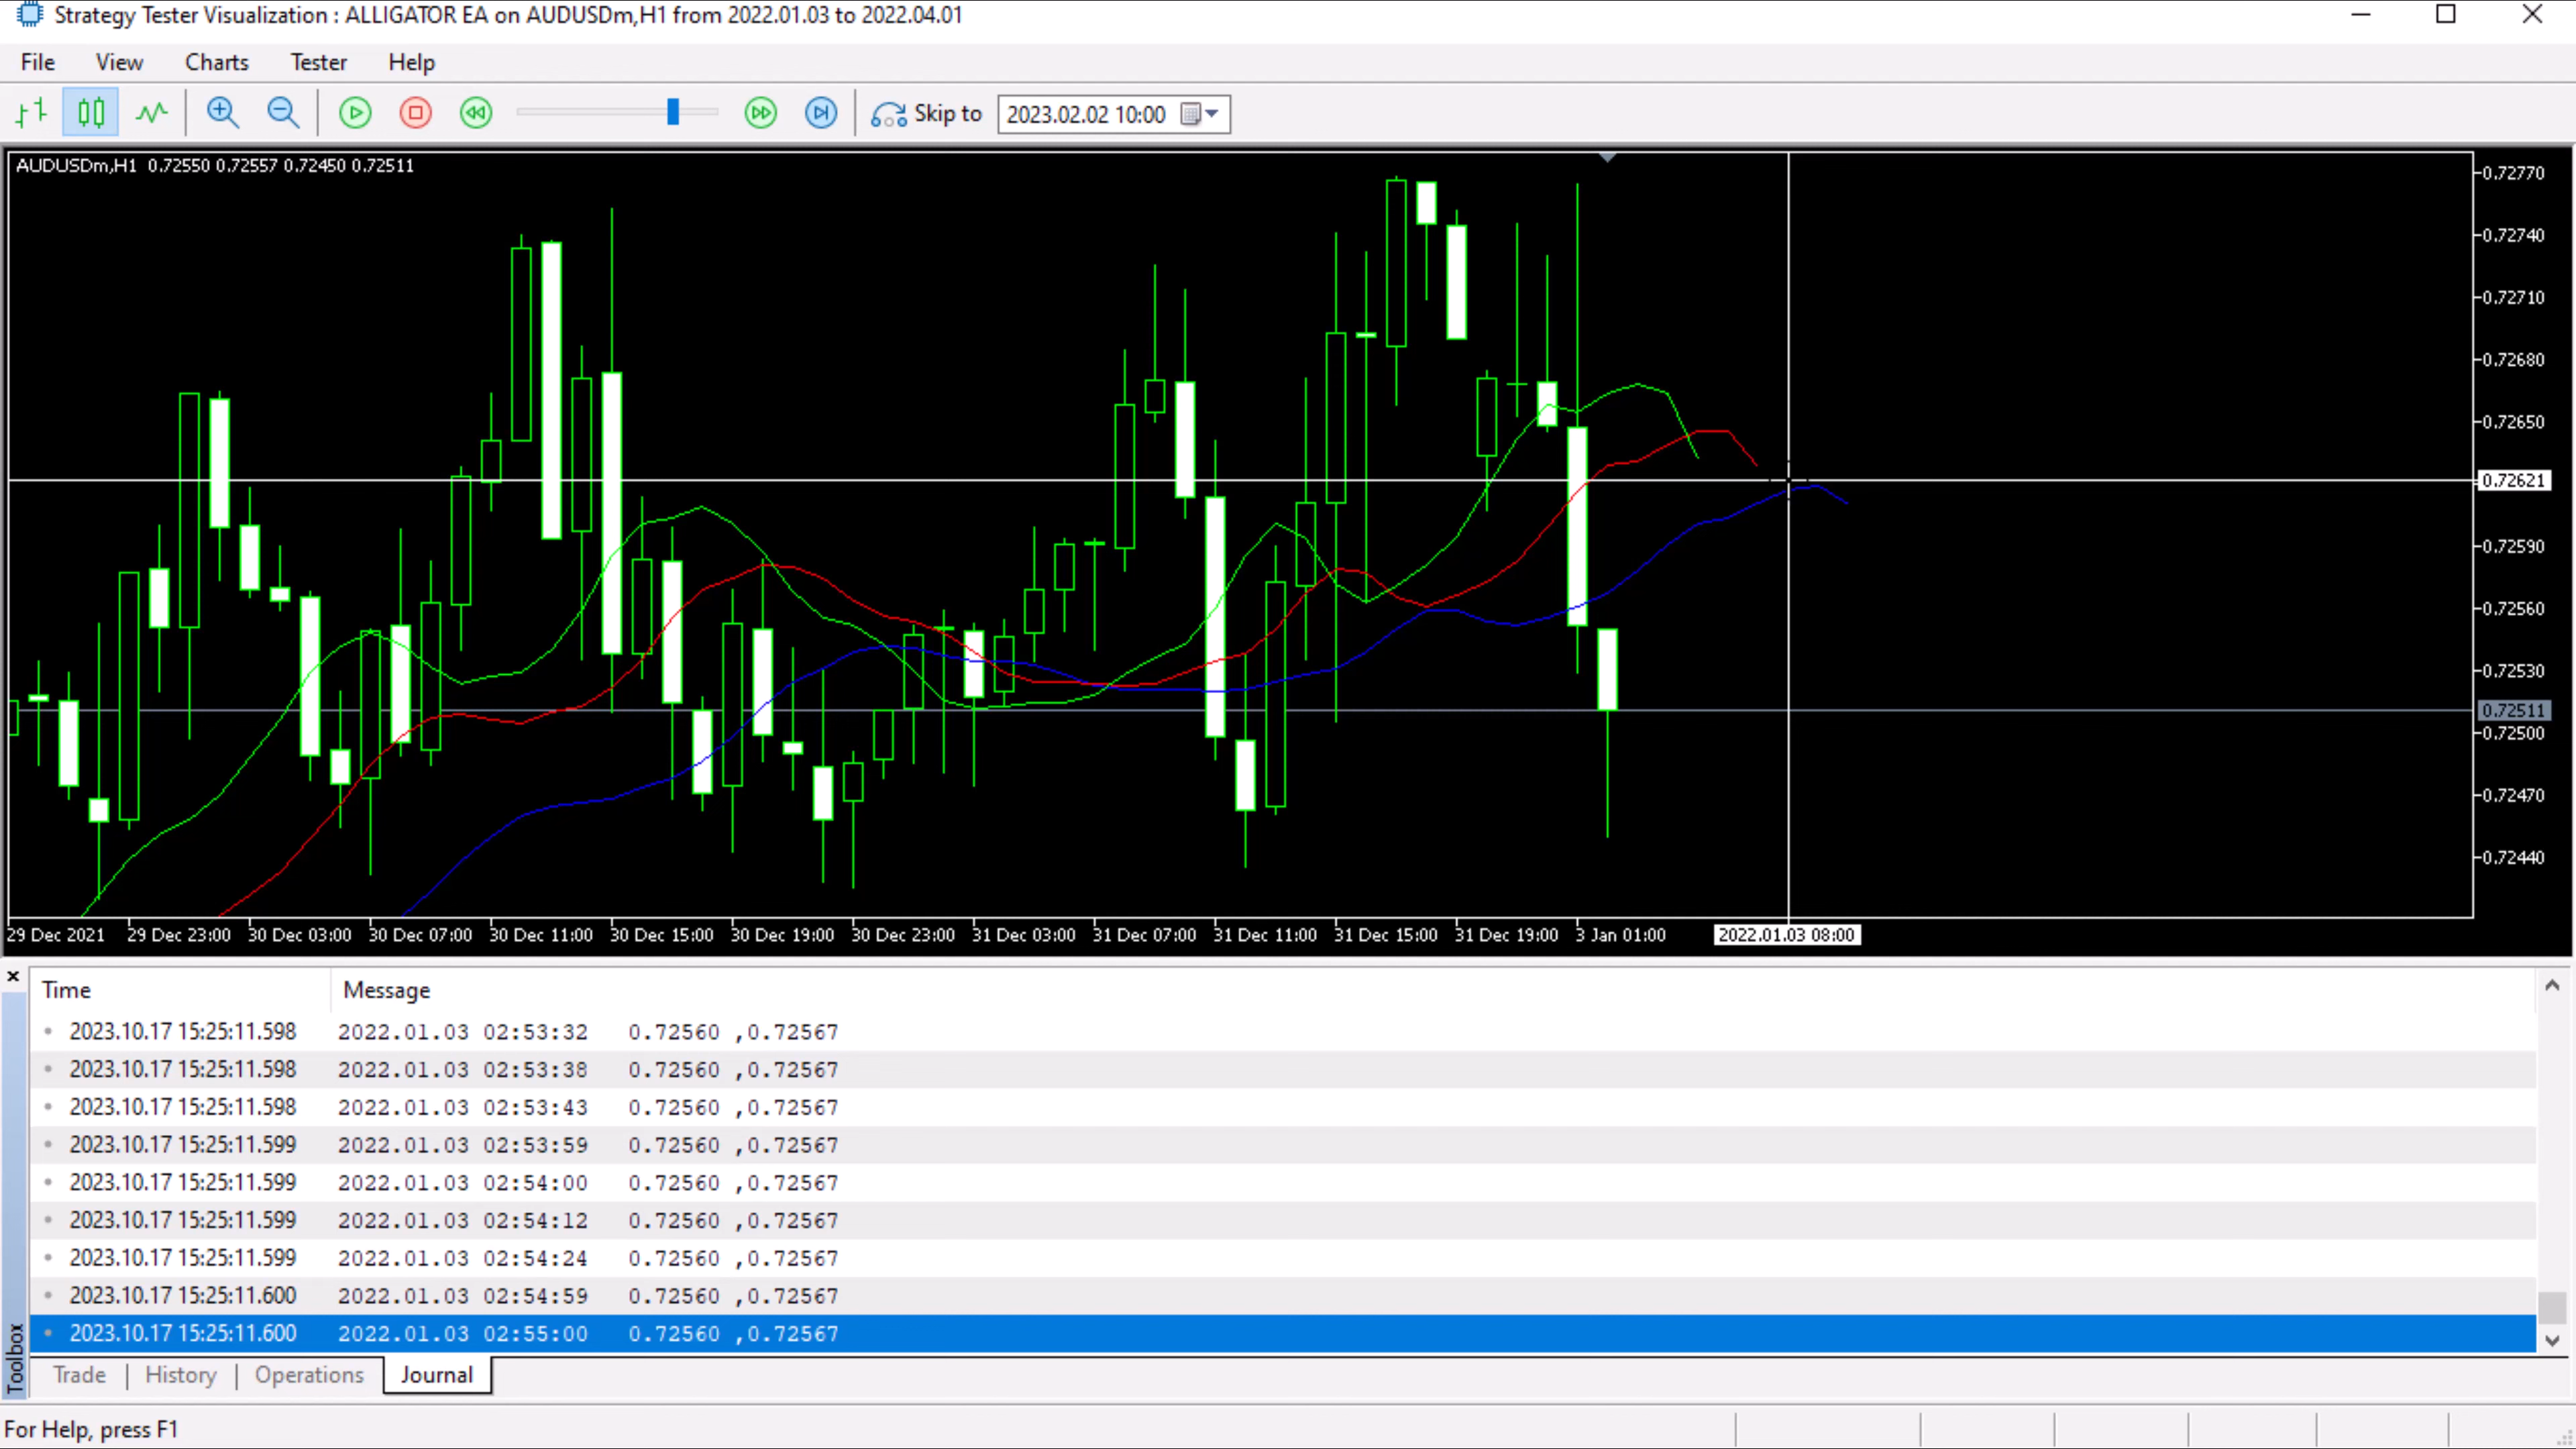 Strategy Tester Visualization : ALLIGATOR EA on AUDUSDm,H1 from 2022.01.03 to 2022.04.01
File View Charts Tester Help
Skip to 2023.02.02 10:00
AUDUSDm,H1 0.72550 0.72557 0.72450 0.72511
0.72770
0.72740
0.72710
0.72680
0.72650
0.72621
0.72590
0.72560
0.72530
0.72511
0.72500
0.72470
0.72440
29 Dec 2021 29 Dec 23:00 30 Dec 03:00 30 Dec 07:00 30 Dec 11:00 30 Dec 15:00 30 Dec 19:00 30 Dec 23:00 31 Dec 03:00 31 Dec 07:00 31 Dec 11:00 31 Dec 15:00 31 Dec 19:00 3 Jan 01:00 2022.01.03 08:00
Time Message
2023.10.17 15:25:11.598 2022.01.03 02:53:32 0.72560 ,0.72567
2023.10.17 15:25:11.598 2022.01.03 02:53:38 0.72560 ,0.72567
2023.10.17 15:25:11.598 2022.01.03 02:53:43 0.72560 ,0.72567
2023.10.17 15:25:11.599 2022.01.03 02:53:59 0.72560 ,0.72567
2023.10.17 15:25:11.599 2022.01.03 02:54:00 0.72560 ,0.72567
2023.10.17 15:25:11.599 2022.01.03 02:54:12 0.72560 ,0.72567
2023.10.17 15:25:11.599 2022.01.03 02:54:24 0.72560 ,0.72567
2023.10.17 15:25:11.600 2022.01.03 02:54:59 0.72560 ,0.72567
2023.10.17 15:25:11.600 2022.01.03 02:55:00 0.72560 ,0.72567
Toolbox
Trade | History | Operations Journal
For Help, press F1